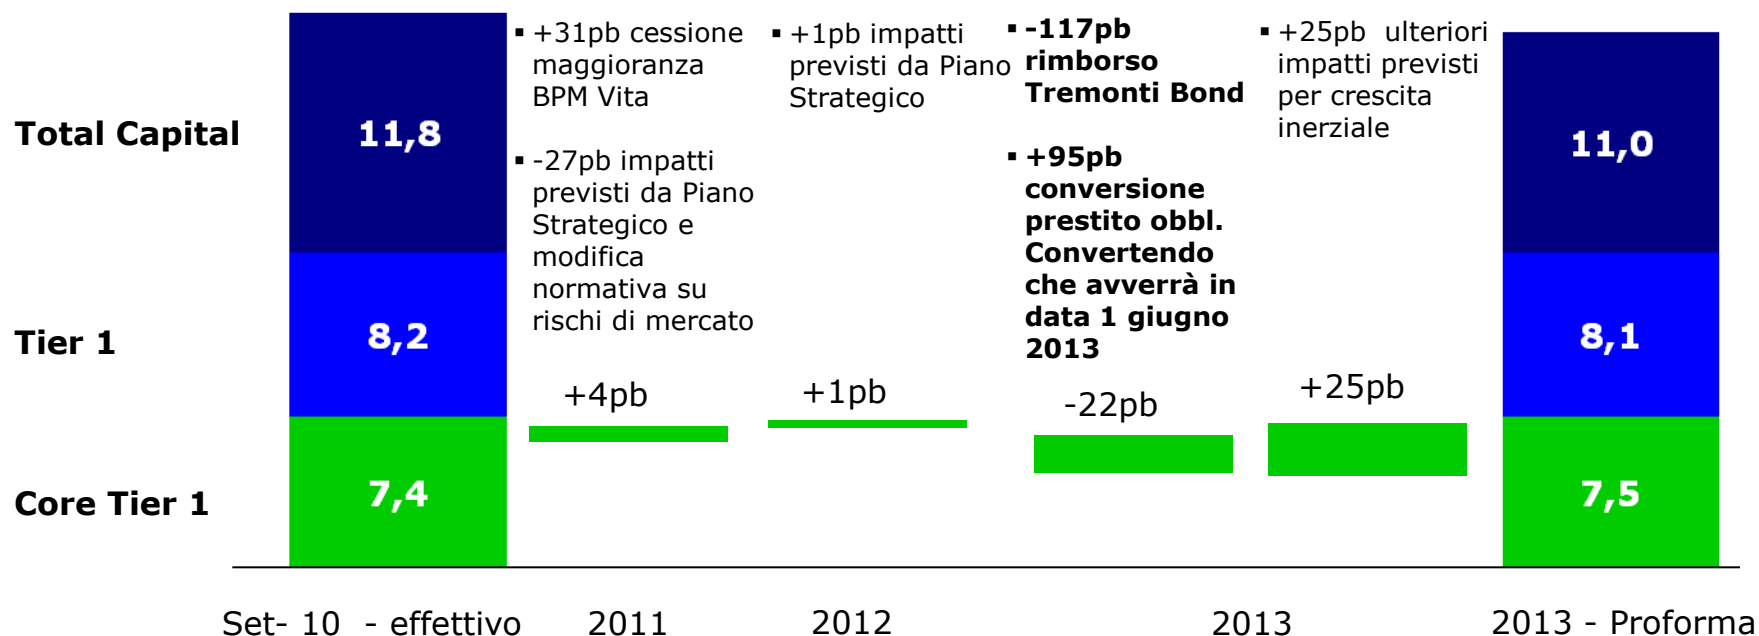 Total Capital
Tier 1
Core Tier 1
11,8
8,2
7,4
▪ +31pb cessione
maggioranza
BPM Vita
▪ -27pb impatti
previsti da Piano
Strategico e
modifica
normativa su
rischi di mercato
+4pb
▪ +1pb impatti
previsti da Piano
Strategico
+1pb
▪ -117pb
rimborso
Tremonti Bond
▪ +95pb
conversione
prestito obbl.
Convertendo
che avverrà in
data 1 giugno
2013
-22pb
▪ +25pb ulteriori
impatti previsti
per crescita
inerziale
+25pb
11,0
8,1
7,5
Set- 10 - effettivo
2011
2012
2013
2013 - Proforma